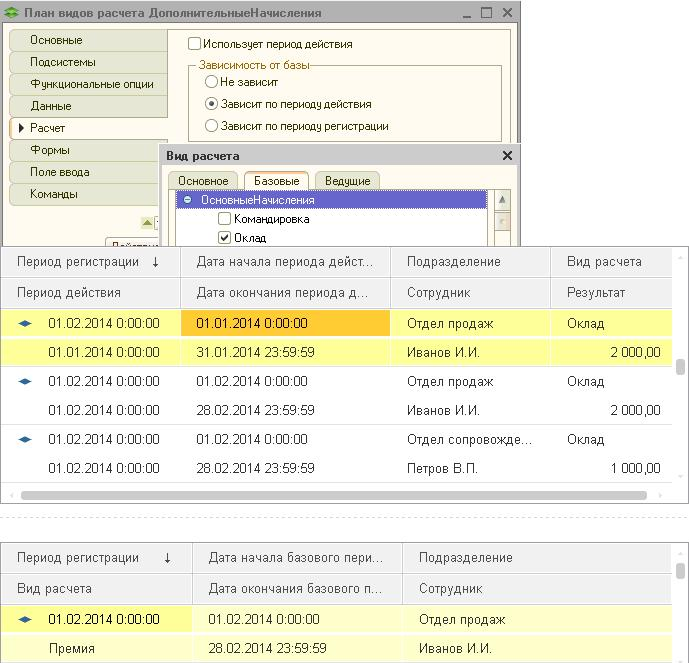 План видов расчета ДополнительныеНачисления
Основные
Подсистемы
Функциональные опции
Данные
Расчет
Формы
Поле ввода
Команды
Использует период действия
Зависимость от базы
Не зависит
Зависит по периоду действия
Зависит по периоду регистрации
Вид расчета
Основное Базовые Ведущие
ОсновныеНачисления
Командировка
Оклад
Период регистрации ↓ Дата начала периода дейст... Подразделение Вид расчета
Период действия Дата окончания периода д... Сотрудник Результат
01.02.2014 0:00:00 01.01.2014 0:00:00 Отдел продаж Оклад
01.01.2014 0:00:00 31.01.2014 23:59:59 Иванов И.И. 2 000,00
01.02.2014 0:00:00 01.02.2014 0:00:00 Отдел продаж Оклад
01.02.2014 0:00:00 28.02.2014 23:59:59 Иванов И.И. 2 000,00
01.02.2014 0:00:00 01.02.2014 0:00:00 Отдел сопровожде... Оклад
01.02.2014 0:00:00 28.02.2014 23:59:59 Петров В.П. 1 000,00
Период регистрации ↓ Дата начала базового пери... Подразделение
Вид расчета Дата окончания базового п... Сотрудник
01.02.2014 0:00:00 01.02.2014 0:00:00 Отдел продаж
Премия 28.02.2014 23:59:59 Иванов И.И.